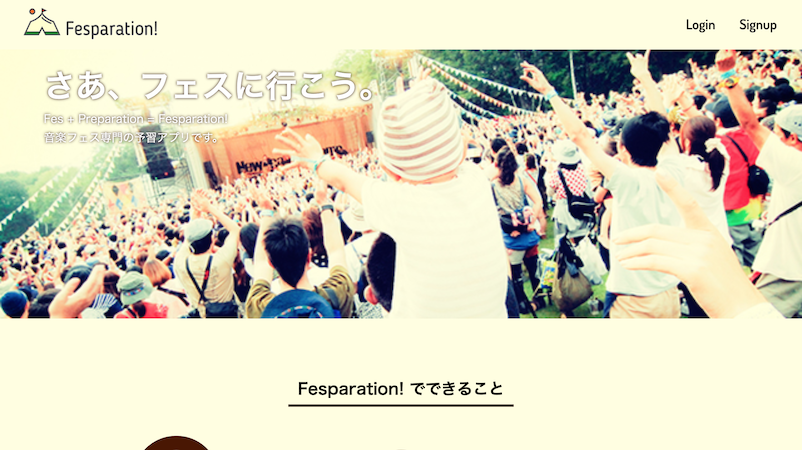 Fesparation!
Login
Signup
さあ、フェスに行こう。
Fes + Preparation = Fesparation!
音楽フェス専門の予習アプリです。
Fesparation! でできること